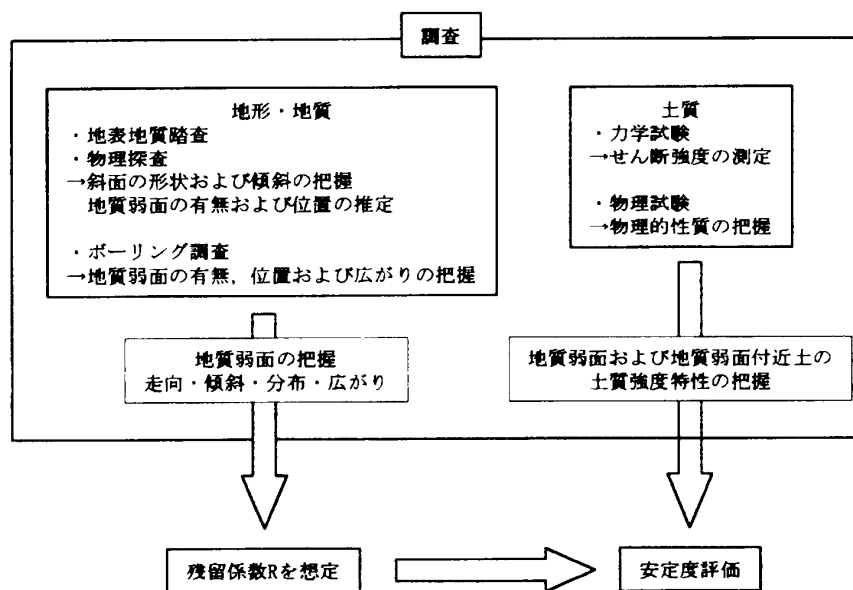 調査
地形・地質
・地表地質踏査
・物理探査
→斜面の形状および傾斜の把握
地質弱面の有無および位置の推定
・ボーリング調査
→地質弱面の有無，位置および広がりの把握
土質
・力学試験
→せん断強度の測定
・物理試験
→物理的性質の把握
地質弱面の把握
走向・傾斜・分布・広がり
地質弱面および地質弱面付近土の
土質強度特性の把握
残留係数Rを想定
安定度評価